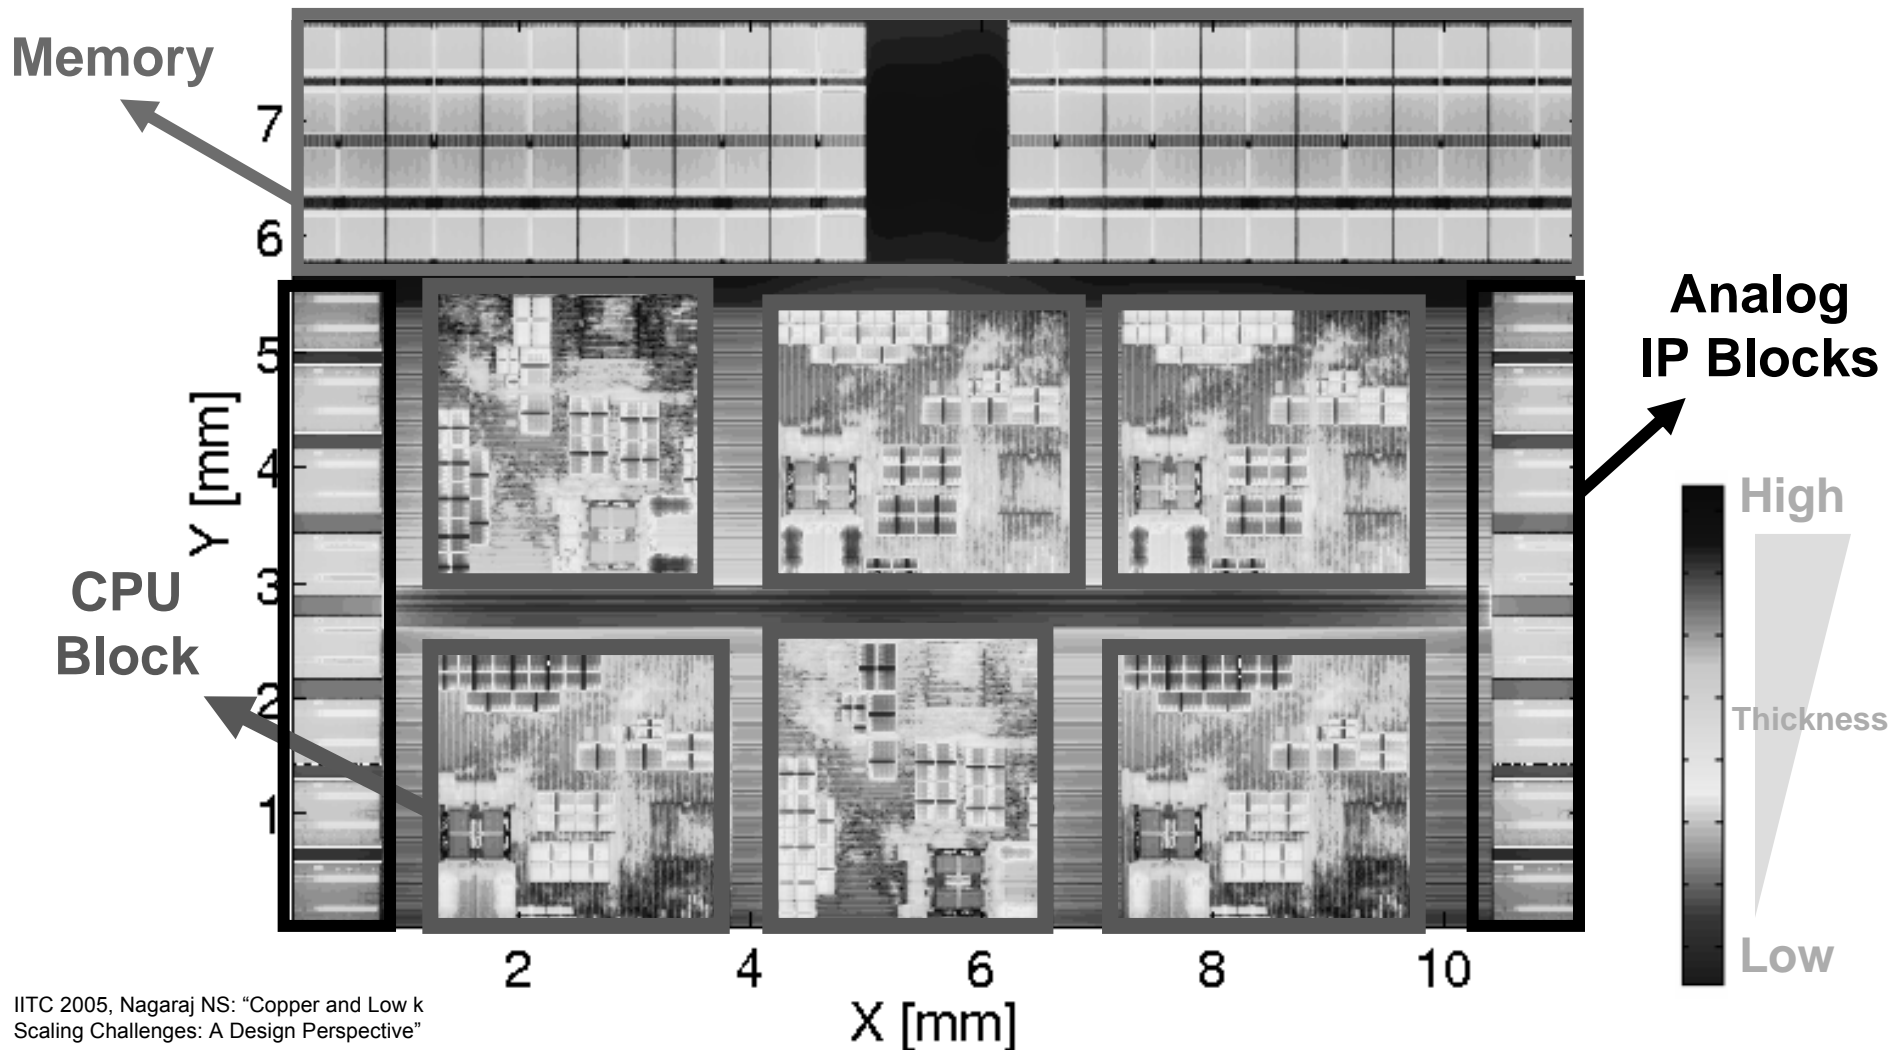 Memory
7
6
Analog
IP Blocks
5
4
3
2
1
Y [mm]
CPU
Block
High
Thickness
Low
2
4
6
8
10
X [mm]
IITC 2005, Nagaraj NS: “Copper and Low k
Scaling Challenges: A Design Perspective”